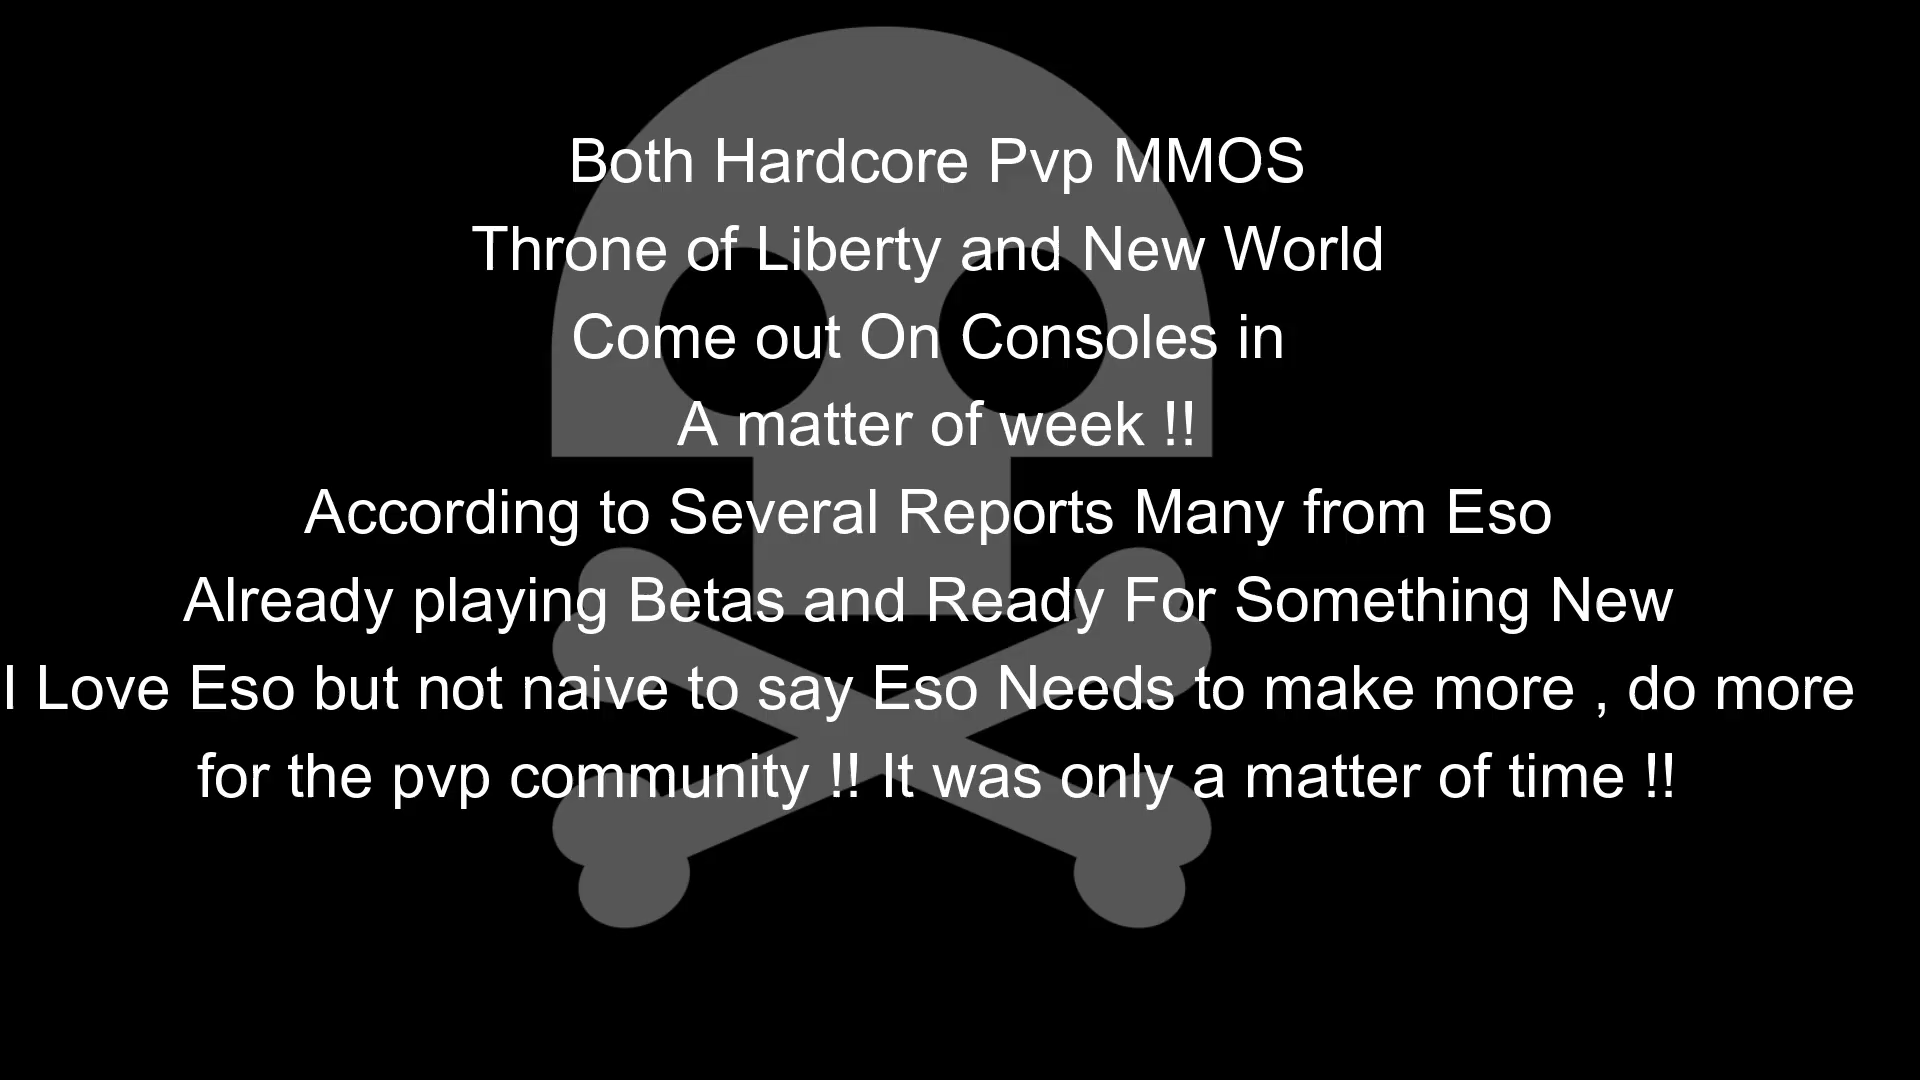 Both Hardcore Pvp MMOS
Throne of Liberty and New World
Come out On Consoles in
A matter of week !!
According to Several Reports Many from Eso
Already playing Betas and Ready For Something New
I Love Eso but not naive to say Eso Needs to make more , do more
for the pvp community !! It was only a matter of time !!